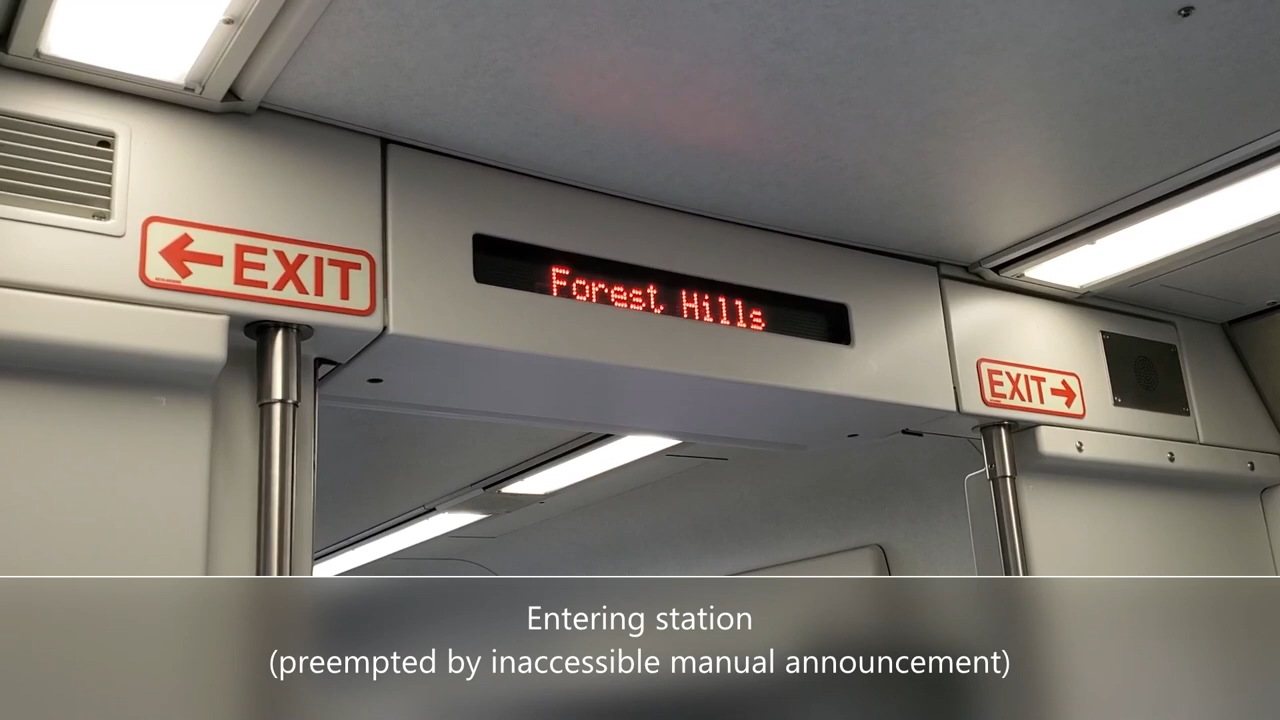 EXIT
Forest Hills
EXIT
Entering station
(preempted by inaccessible manual announcement)